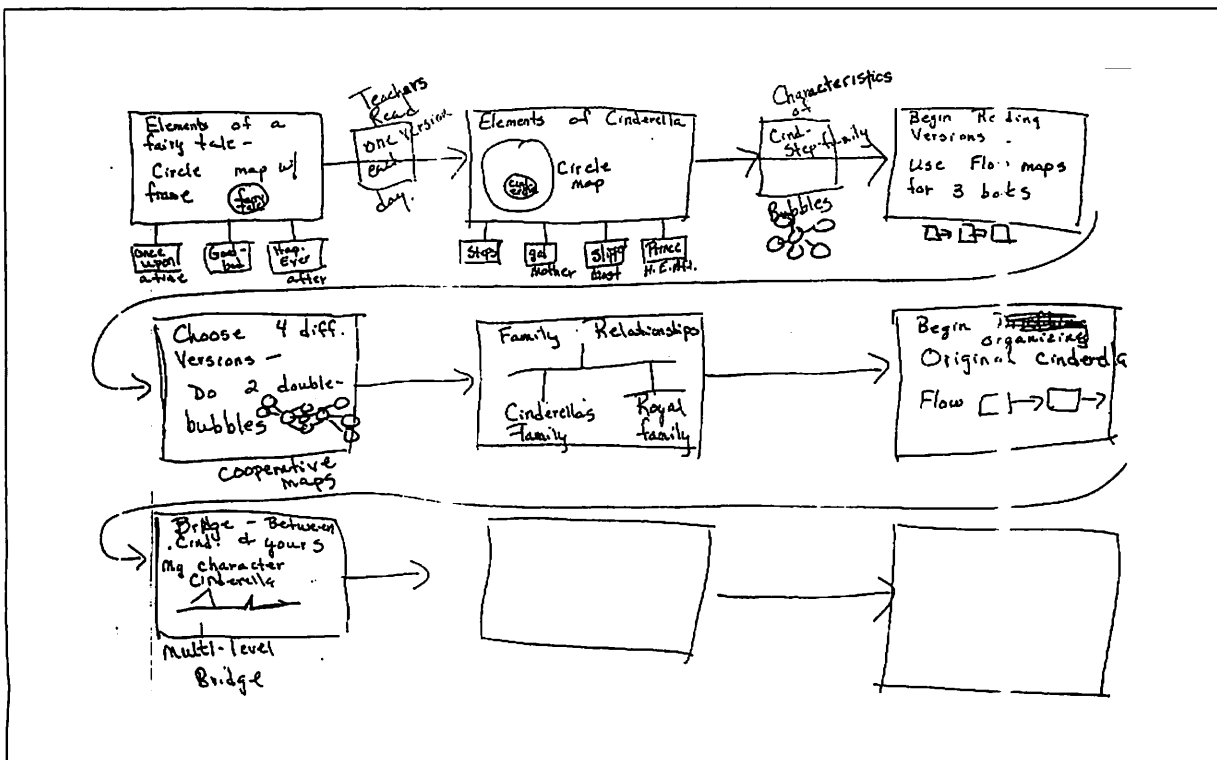 Elements of a
fairy tale -
Circle map w/
frame
fairy
tale
once
upon
a time
Good-
bad
Hap.
Ever
after
Teachers
Read
one version
each
day.
Elements of Cinderella
Circle
map
Steps
god
mother
slipp
lost
Prince
Characteristics
of
Cind-
Step-family
Bubbles
Begin Reding
Versions -
Use Flow maps
for 3 books
Choose 4 diff.
Versions -
Do 2 double-
bubbles
Cooperative
maps
Family Relationships
Cinderella's
Family
Royal
family
Begin
organizing
Original Cinderella
Flow
Bridge - Between
Cind. & yours
My character
Cinderella
Multi-level
Bridge